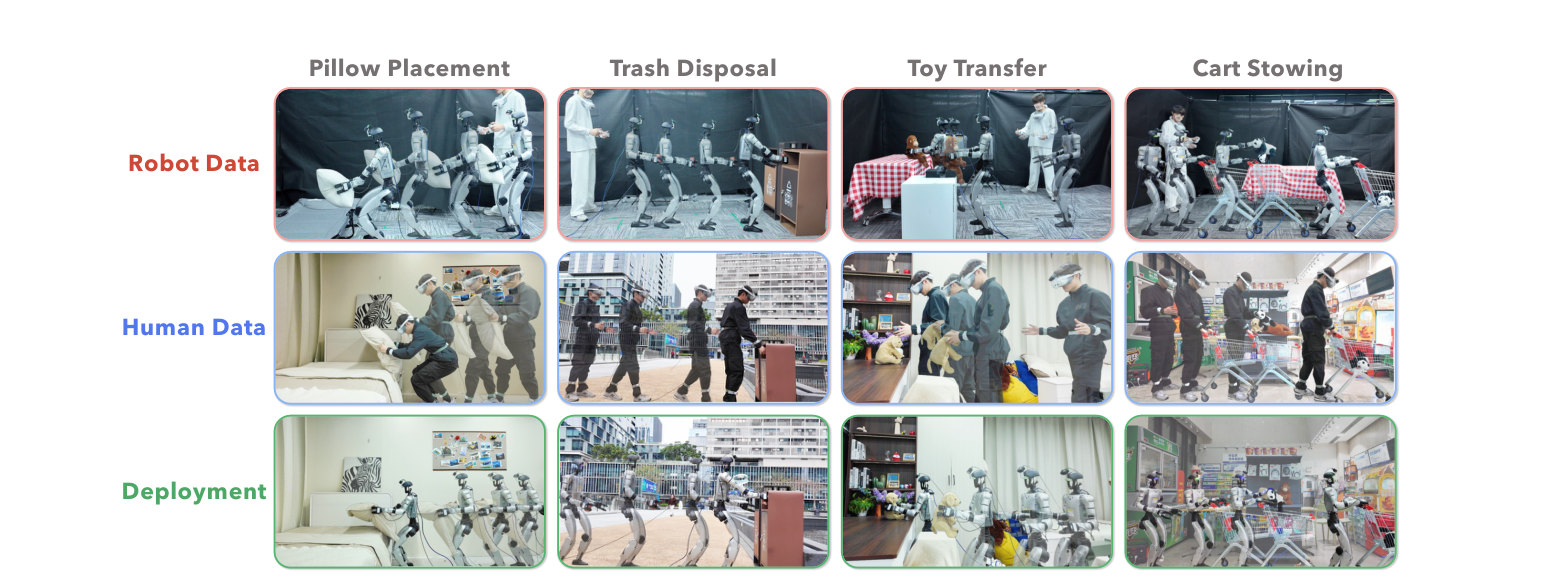 Pillow Placement
Trash Disposal
Toy Transfer
Cart Stowing
Robot Data
Human Data
Deployment